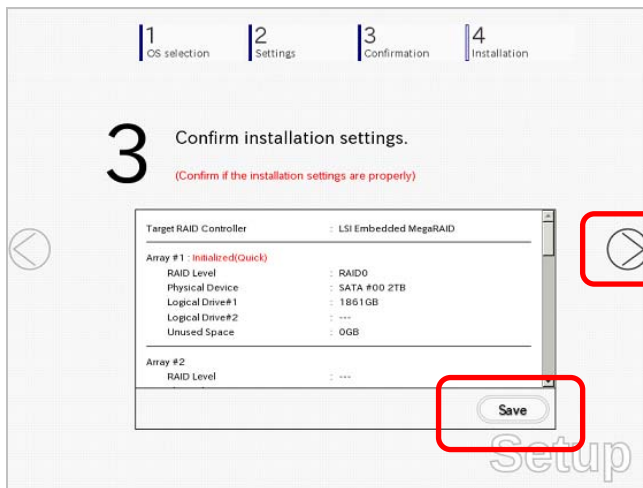 1
OS selection
2
Settings
3
Confirmation
4
Installation
3
Confirm installation settings.
(Confirm if the installation settings are properly)
Target RAID Controller : LSI Embedded MegaRAID
Array #1 : Initialized(Quick)
RAID Level : RAID0
Physical Device : SATA #00 2TB
Logical Drive#1 : 1861GB
Logical Drive#2 : ---
Unused Space : 0GB
Array #2
RAID Level : ---
Save
Setup